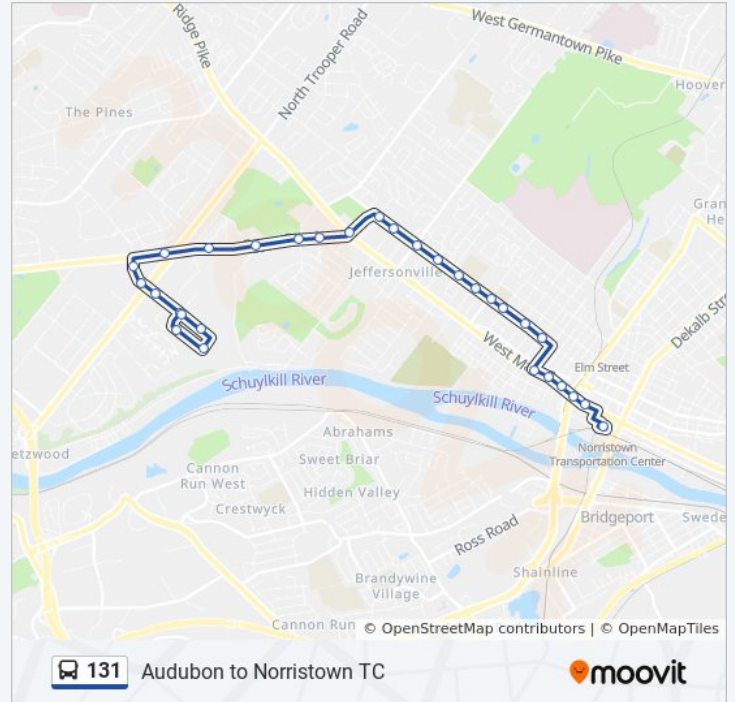 Ridge Pike
North Trooper Road
West Germantown Pike
Hoover
The Pines
Gran
He
Jeffersonville
Dekalb Str
West M
Elm Street
Schuylkill River
Schuylkill River
etzwood
Abrahams
Norristown
Transportation Center
Sweet Briar
Cannon
Run West
Hidden Valley
Crestwyck
Bridgeport
Swede
Ross Road
Shainline
Brandywine
Village
Cannon Run
© OpenStreetMap contributors | © OpenMapTiles
131 Audubon to Norristown TC
moovit